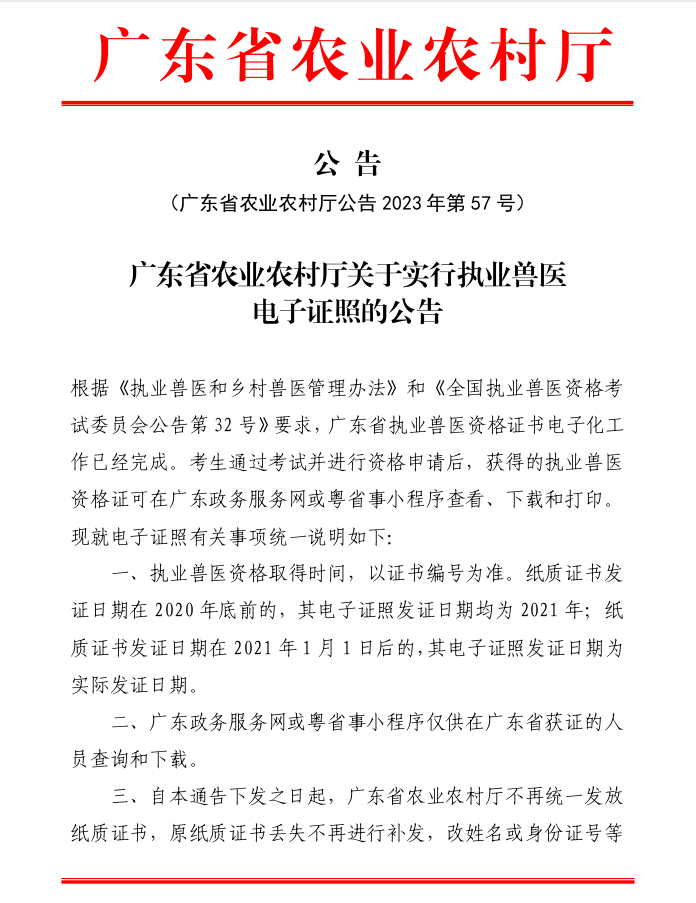 广东省农业农村厅
公 告
（广东省农业农村厅公告 2023 年第 57 号）
广东省农业农村厅关于实行执业兽医
电子证照的公告
根据《执业兽医和乡村兽医管理办法》和《全国执业兽医资格考
试委员会公告第 32 号》要求，广东省执业兽医资格证书电子化工
作已经完成。考生通过考试并进行资格申请后，获得的执业兽医
资格证可在广东政务服务网或粤省事小程序查看、下载和打印。
现就电子证照有关事项统一说明如下：
一、执业兽医资格取得时间，以证书编号为准。纸质证书发
证日期在 2020 年底前的，其电子证照发证日期均为 2021 年；纸
质证书发证日期在 2021 年 1 月 1 日后的，其电子证照发证日期为
实际发证日期。
二、广东政务服务网或粤省事小程序仅供在广东省获证的人
员查询和下载。
三、自本通告下发之日起，广东省农业农村厅不再统一发放
纸质证书，原纸质证书丢失不再进行补发，改姓名或身份证号等